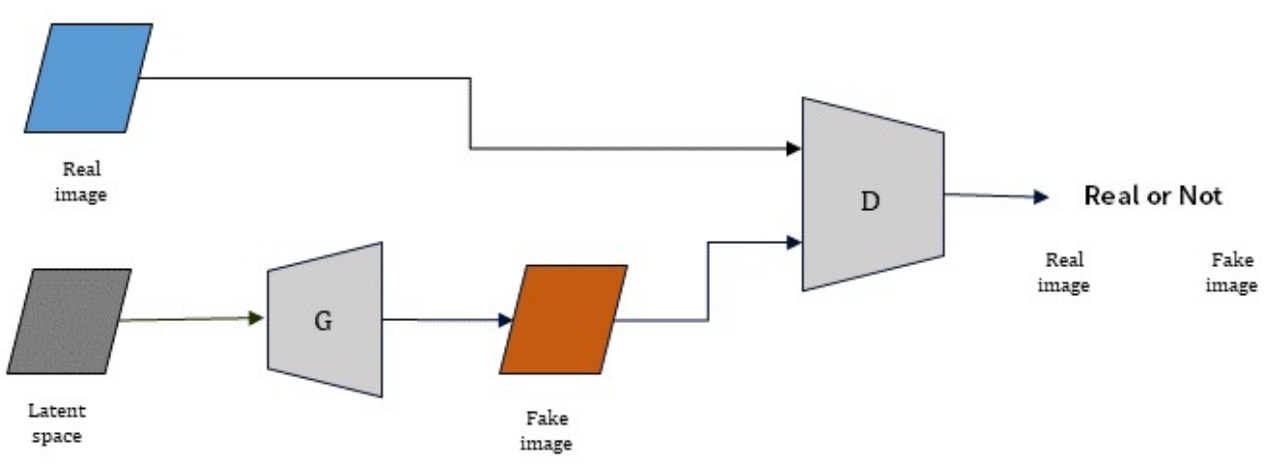 Real
image
D
Real or Not
Real
image
Fake
image
G
Latent
space
Fake
image